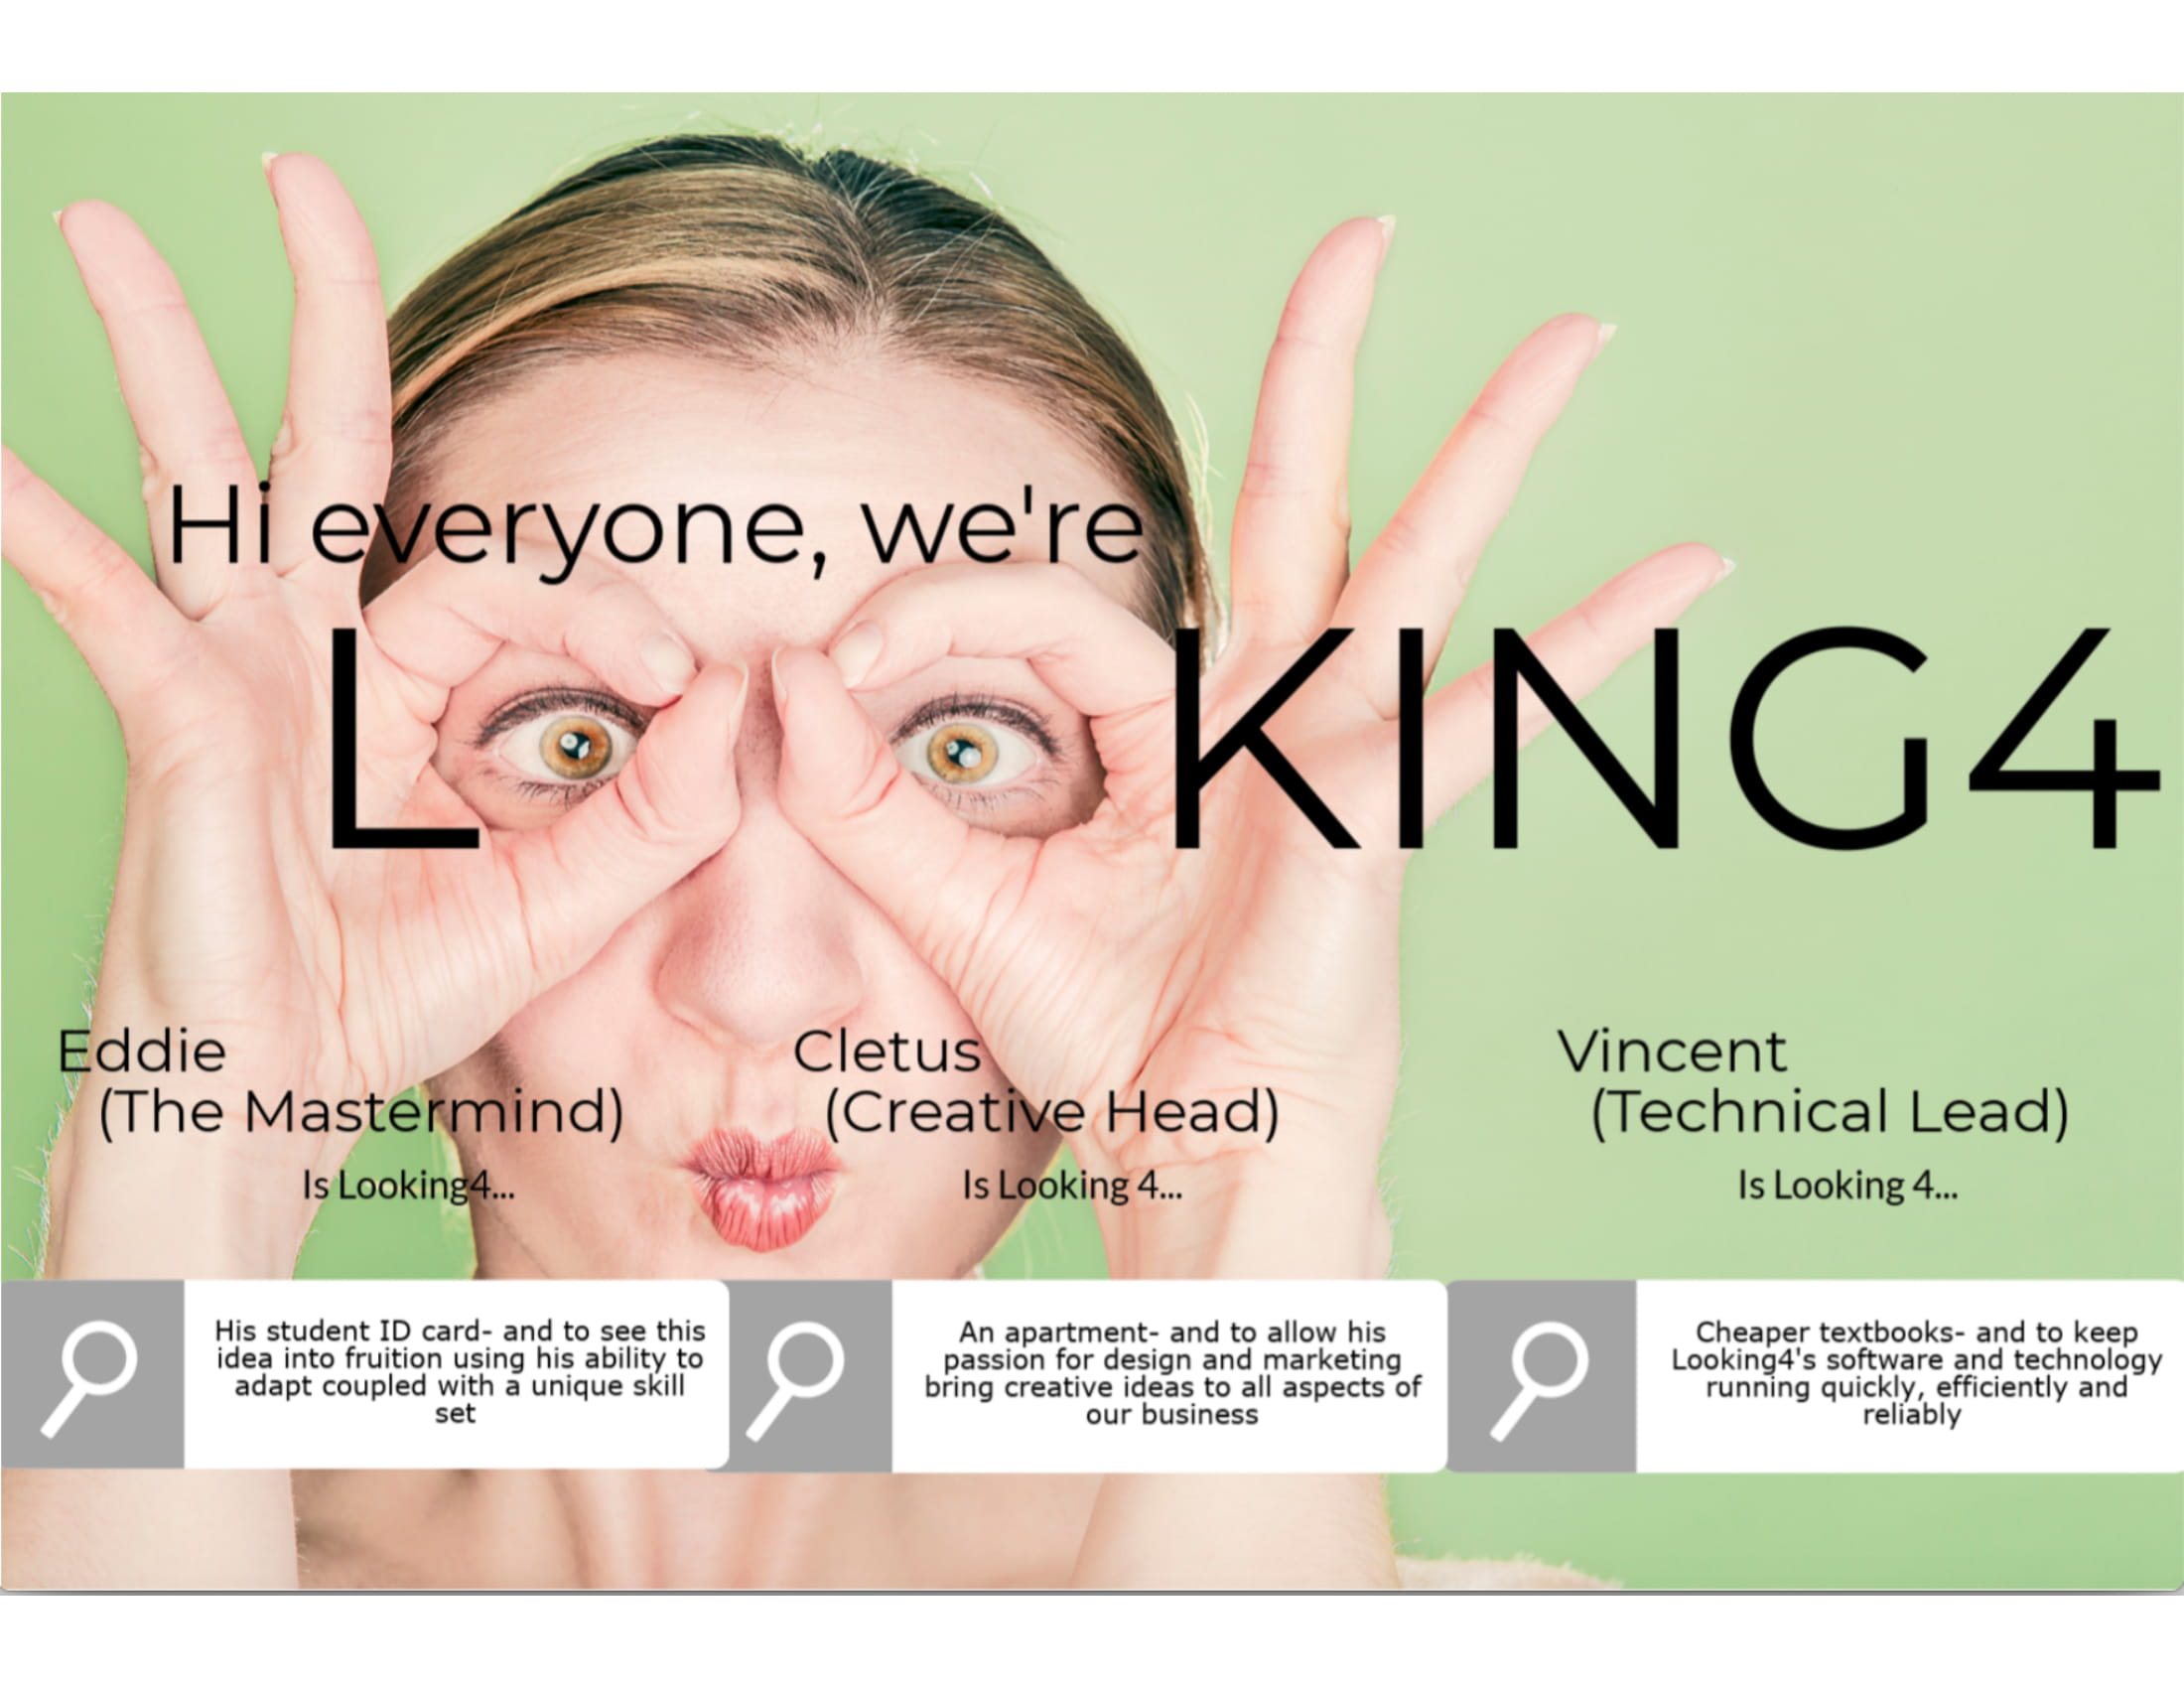 Hi everyone, we're
L KING4
Eddie
(The Mastermind)
Is Looking4...
His student ID card- and to see this
idea into fruition using his ability to
adapt coupled with a unique skill
set
Cletus
(Creative Head)
Is Looking 4...
An apartment- and to allow his
passion for design and marketing
bring creative ideas to all aspects of
our business
Vincent
(Technical Lead)
Is Looking 4...
Cheaper textbooks- and to keep
Looking4's software and technology
running quickly, efficiently and
reliably